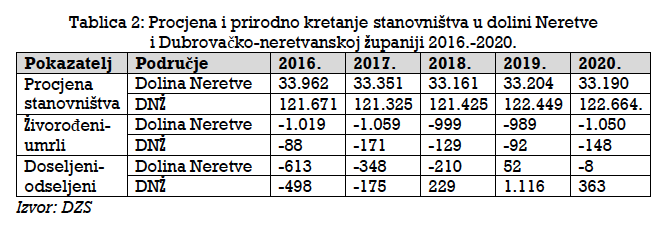 Tablica 2: Procjena i prirodno kretanje stanovništva u dolini Neretve
i Dubrovačko-neretvanskoj županiji 2016.-2020.
Pokazatelj Područje 2016. 2017. 2018. 2019. 2020.
Procjena stanovništva Dolina Neretve 33.962 33.351 33.161 33.204 33.190
DNŽ 121.671 121.325 121.425 122.449 122.664.
Živorođeni-umrli Dolina Neretve -1.019 -1.059 -999 -989 -1.050
DNŽ -88 -171 -129 -92 -148
Doseljeni-odseljeni Dolina Neretve -613 -348 -210 52 -8
DNŽ -498 -175 229 1.116 363
Izvor: DZS